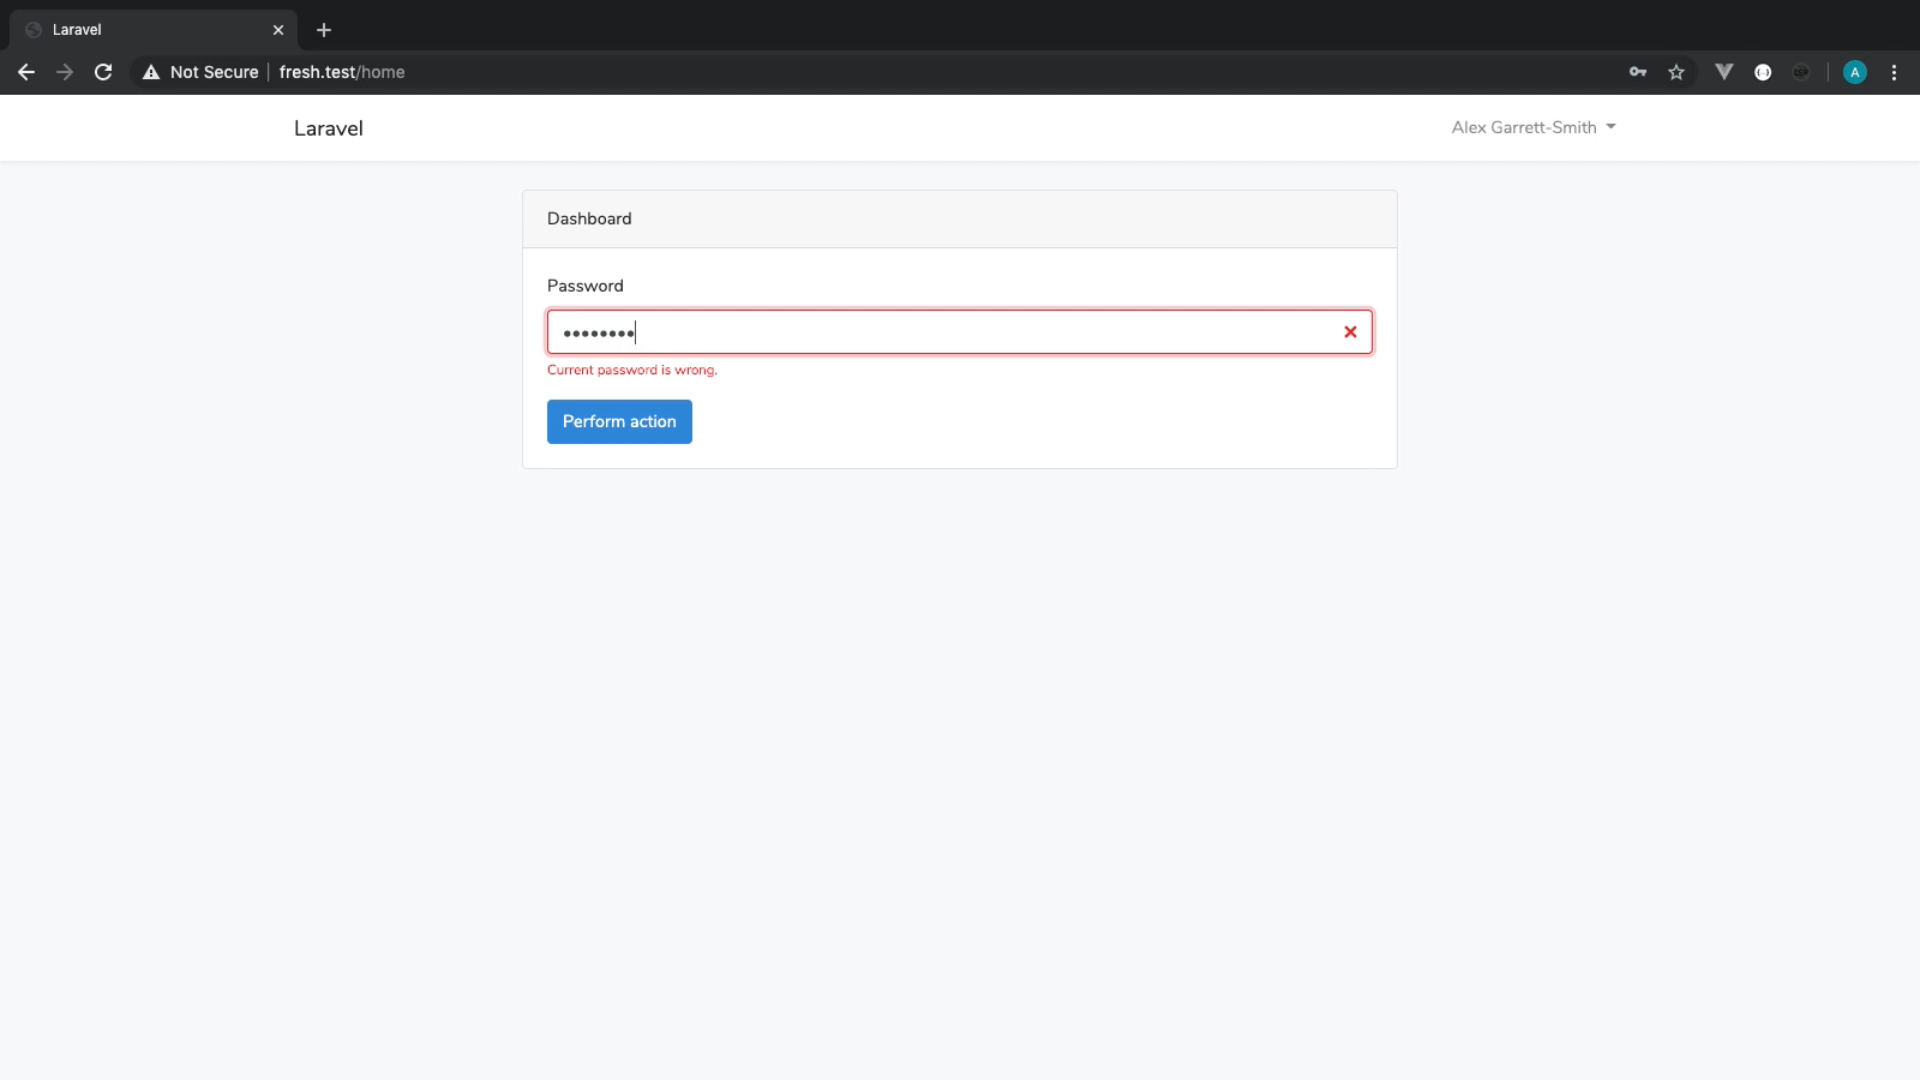 Laravel
Not Secure | fresh.test/home
A
Laravel
Alex Garrett-Smith
Dashboard
Password
••••••••
Current password is wrong.
Perform action